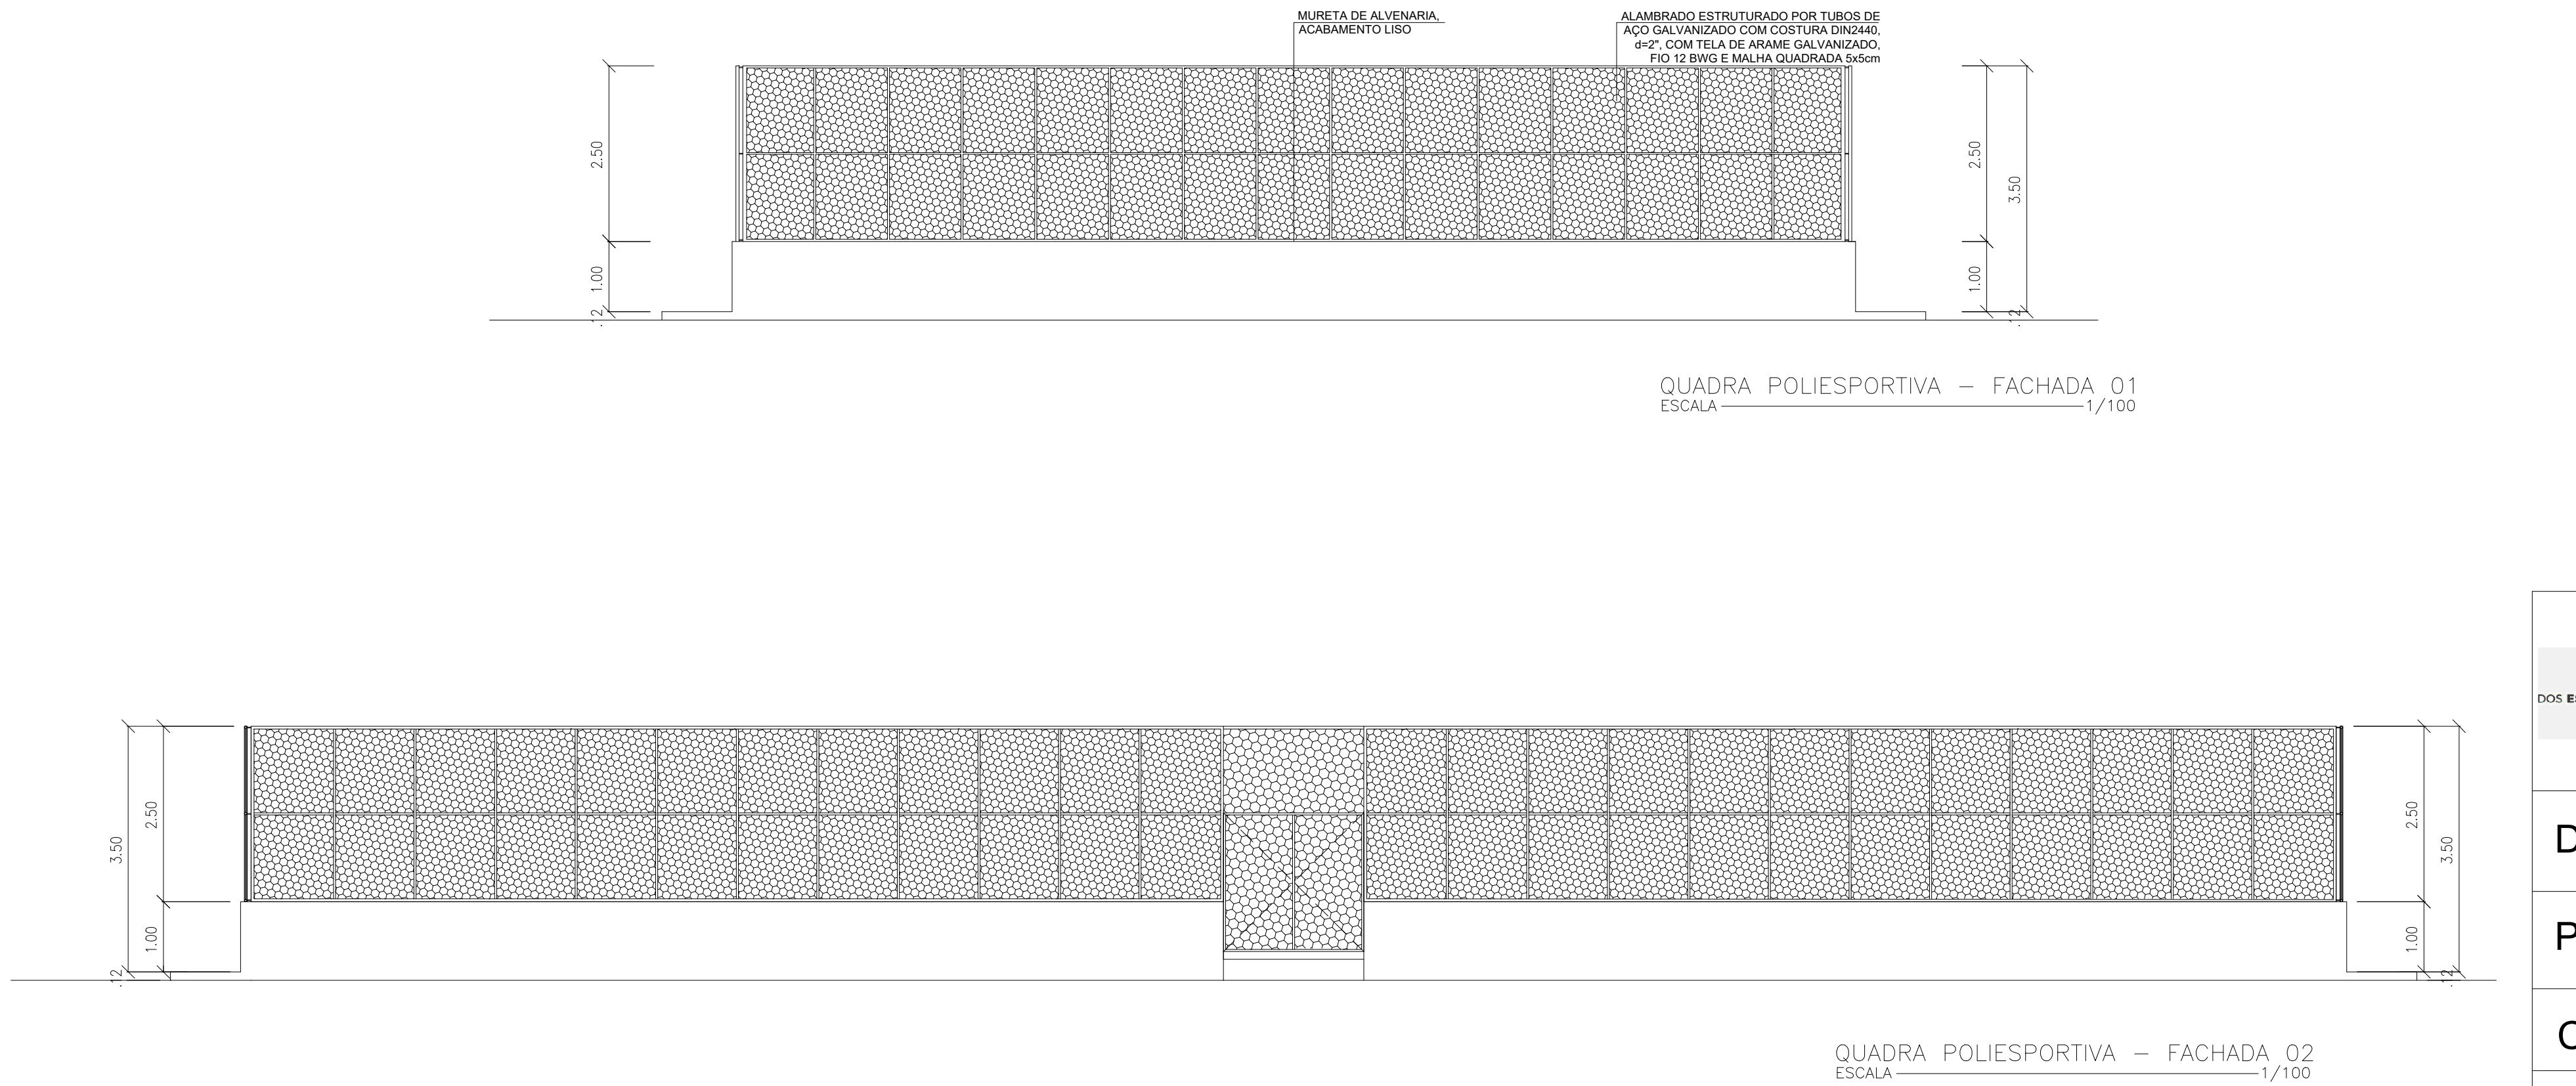 MURETA DE ALVENARIA,
ACABAMENTO LISO
ALAMBRADO ESTRUTURADO POR TUBOS DE
AÇO GALVANIZADO COM COSTURA DIN2440,
d=2", COM TELA DE ARAME GALVANIZADO,
FIO 12 BWG E MALHA QUADRADA 5x5cm
2.50
1.00
.12
2.50
1.00
3.50
.12
QUADRA POLIESPORTIVA - FACHADA 01
ESCALA 1/100
3.50
2.50
1.00
.12
2.50
1.00
3.50
.12
QUADRA POLIESPORTIVA - FACHADA 02
ESCALA 1/100
DOS
D
P